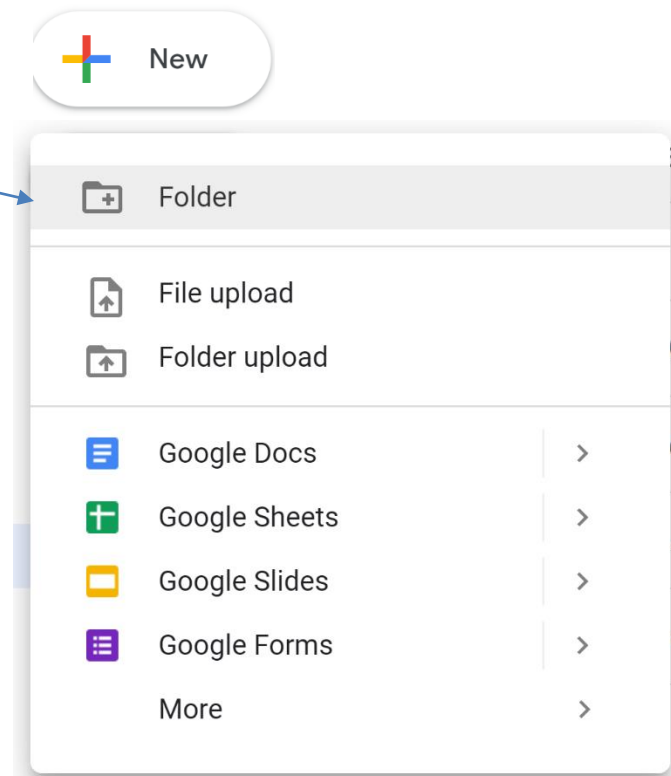 New
Folder
File upload
Folder upload
Google Docs
Google Sheets
Google Slides
Google Forms
More